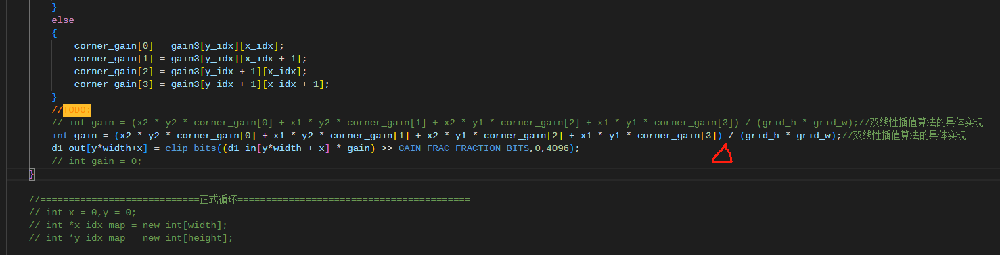 }
else
{
corner_gain[0] = gain3[y_idx][x_idx];
corner_gain[1] = gain3[y_idx][x_idx + 1];
corner_gain[2] = gain3[y_idx + 1][x_idx];
corner_gain[3] = gain3[y_idx + 1][x_idx + 1];
}
//TODO:
// int gain = (x2 * y2 * corner_gain[0] + x1 * y2 * corner_gain[1] + x2 * y1 * corner_gain[2] + x1 * y1 * corner_gain[3]) / (grid_h * grid_w);//双线性插值算法的具体实现
int gain = (x2 * y2 * corner_gain[0] + x1 * y2 * corner_gain[1] + x2 * y1 * corner_gain[2] + x1 * y1 * corner_gain[3]) / (grid_h * grid_w);//双线性插值算法的具体实现
d1_out[y*width+x] = clip_bits((d1_in[y*width + x] * gain) >> GAIN_FRAC_FRACTION_BITS,0,4096);
// int gain = 0;
}
//============================正式循环=========================================
// int x = 0,y = 0;
// int *x_idx_map = new int[width];
// int *y_idx_map = new int[height];